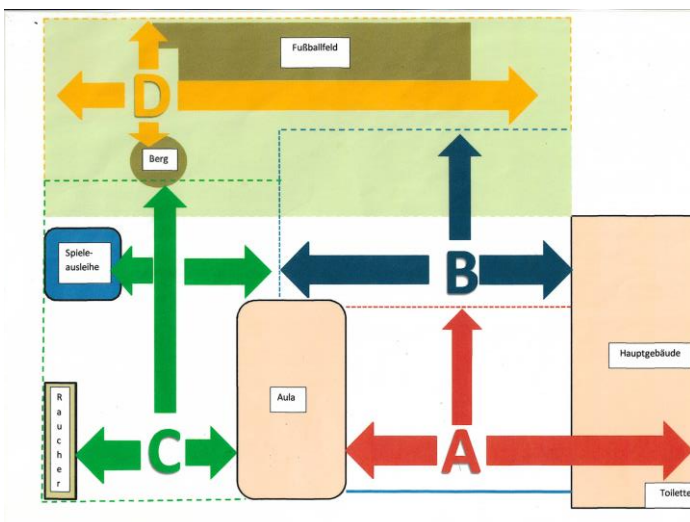 Fußballfeld
D
Berg
Spiele-
ausleihe
B
Hauptgebäude
Aula
R
a
u
c
h
e
r
C
A
Toilette